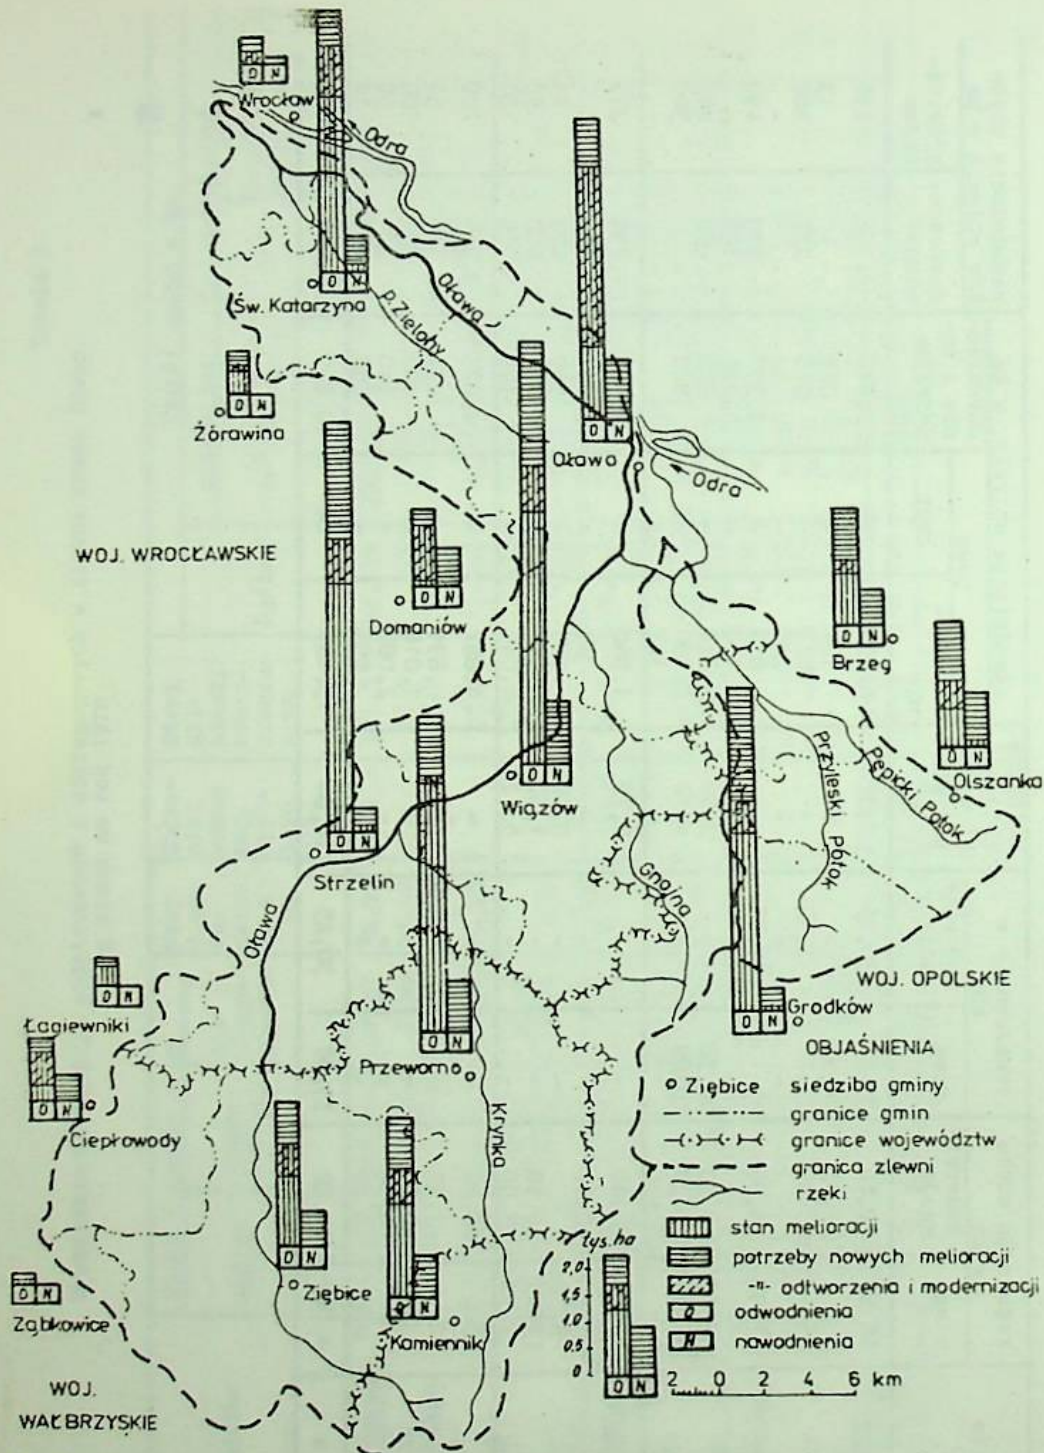 O N
Wrocław
Odra
O N
Św. Katarzyna
Oława
p. Zielony
O N
Żórawina
O N
Oława
Odra
WOJ. WROCŁAWSKIE
O N
Domaniów
O N
Brzeg
O N
Olszanka
O N
Wiązów
Przyleski Potok
Pępicki Potok
O N
Strzelin
Gnojna
Oława
WOJ. OPOLSKIE
O N
Łagiewniki
O N
Grodków
O N
Przeworno
O N
Ciepłowody
Krynka
OBJAŚNIENIA
Ziębice siedziba gminy
granice gmin
granice województw
granica zlewni
rzeki
stan melioracji
potrzeby nowych melioracji
-"- odtworzenia i modernizacji
O odwodnienia
N nawodnienia
tys. ha
2,0
1,5
1,0
0,5
0
O N
2 0 2 4 6 km
O N
Ziębice
O N
Kamiennik
O N
Ząbkowice
WOJ.
WAŁBRZYSKIE